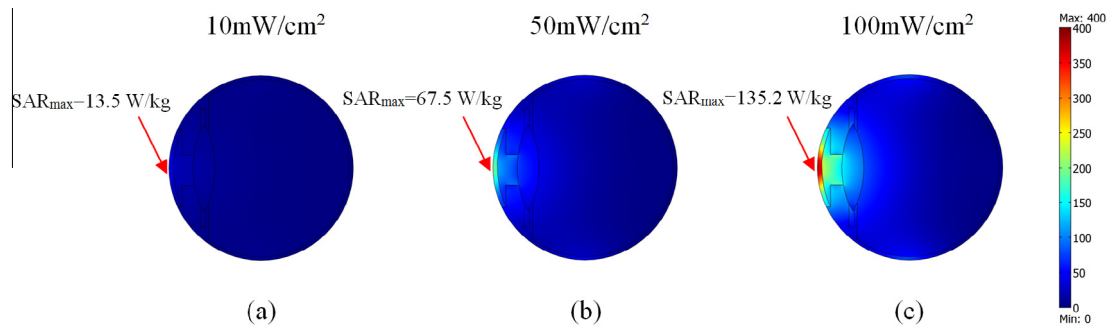 10mW/cm²
50mW/cm²
100mW/cm²
SARmax−13.5 W/kg
SARmax=67.5 W/kg
SARmax−135.2 W/kg
Max: 400
400
350
300
250
200
150
100
50
0
Min: 0
(a)
(b)
(c)